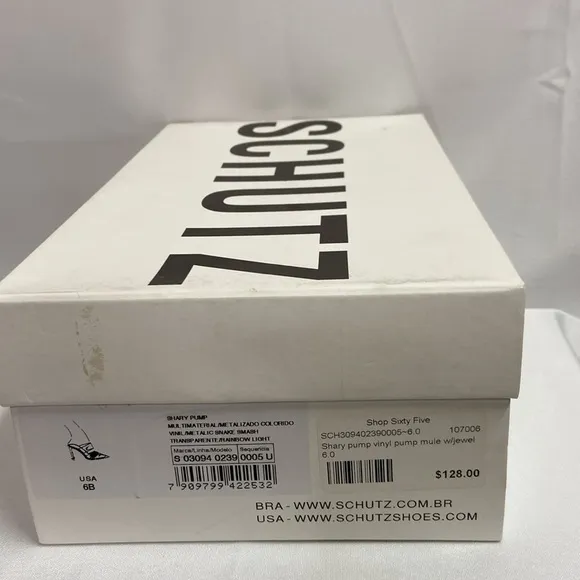 SCHUTZ
SHARY PUMP
MULTIMATERIAL/METALIZADO COLORIDO
VINIL/METALIC SNAKE SMASH
TRANSPARENTE/RAINBOW LIGHT
Marca/Linha/Modelo Sequencia
S 03094 0239 0005 U
7 909799 422532
USA
6B
Shop Sixty Five
SCH309402390005~6.0 107006
Shary pump vinyl pump mule w/jewel
6.0
$128.00
BRA - WWW.SCHUTZ.COM.BR
USA - WWW.SCHUTZSHOES.COM